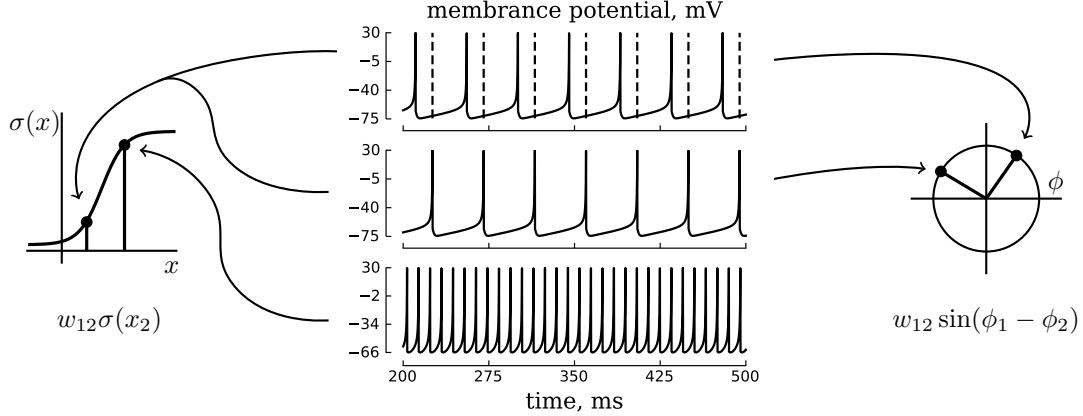 membrance potential, mV
30
−5
−40
−75
30
−5
−40
−75
30
−2
−34
−66
200 275 350 425 500
time, ms
σ(x)
x
w₁₂σ(x₂)
ϕ
w₁₂ sin(ϕ₁ − ϕ₂)